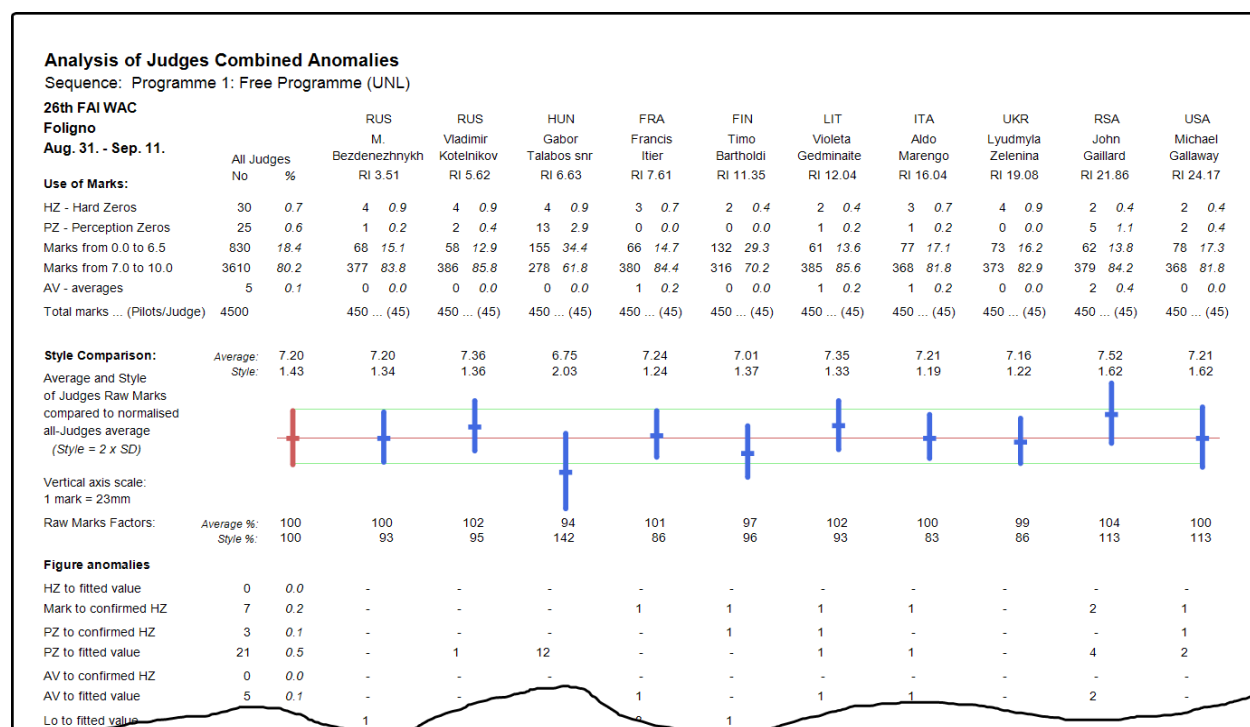 Analysis of Judges Combined Anomalies
Sequence: Programme 1: Free Programme (UNL)
26th FAI WAC
Foligno
Aug. 31. - Sep. 11.
RUS RUS HUN FRA FIN LIT ITA UKR RSA USA
M. Vladimir Gabor Francis Timo Violeta Aldo Lyudmyla John Michael
All Judges Bezdenezhnykh Kotelnikov Talabos snr Itier Bartholdi Gedminaite Marengo Zelenina Gaillard Gallaway
No % RI 3.51 RI 5.62 RI 6.63 RI 7.61 RI 11.35 RI 12.04 RI 16.04 RI 19.08 RI 21.86 RI 24.17
Use of Marks:
HZ - Hard Zeros 30 0.7 4 0.9 4 0.9 4 0.9 3 0.7 2 0.4 2 0.4 3 0.7 4 0.9 2 0.4 2 0.4
PZ - Perception Zeros 25 0.6 1 0.2 2 0.4 13 2.9 0 0.0 0 0.0 1 0.2 1 0.2 0 0.0 5 1.1 2 0.4
Marks from 0.0 to 6.5 830 18.4 68 15.1 58 12.9 155 34.4 66 14.7 132 29.3 61 13.6 77 17.1 73 16.2 62 13.8 78 17.3
Marks from 7.0 to 10.0 3610 80.2 377 83.8 386 85.8 278 61.8 380 84.4 316 70.2 385 85.6 368 81.8 373 82.9 379 84.2 368 81.8
AV - averages 5 0.1 0 0.0 0 0.0 0 0.0 1 0.2 0 0.0 1 0.2 1 0.2 0 0.0 2 0.4 0 0.0
Total marks ... (Pilots/Judge) 4500 450 ... (45) 450 ... (45) 450 ... (45) 450 ... (45) 450 ... (45) 450 ... (45) 450 ... (45) 450 ... (45) 450 ... (45) 450 ... (45)
Style Comparison: Average: 7.20 7.20 7.36 6.75 7.24 7.01 7.35 7.21 7.16 7.52 7.21
Style: 1.43 1.34 1.36 2.03 1.24 1.37 1.33 1.19 1.22 1.62 1.62
Average and Style
of Judges Raw Marks
compared to normalised
all-Judges average
(Style = 2 x SD)
Vertical axis scale:
1 mark = 23mm
Raw Marks Factors: Average %: 100 100 102 94 101 97 102 100 99 104 100
Style %: 100 93 95 142 86 96 93 83 86 113 113
Figure anomalies
HZ to fitted value 0 0.0 - - - - - - - - - -
Mark to confirmed HZ 7 0.2 - - - 1 1 1 1 - 2 1
PZ to confirmed HZ 3 0.1 - - - - 1 1 - - - 1
PZ to fitted value 21 0.5 - 1 12 - - 1 1 - 4 2
AV to confirmed HZ 0 0.0 - - - - - - - - - -
AV to fitted value 5 0.1 - - - 1 - 1 1 - 2 -
Lo to fitted value 1 1